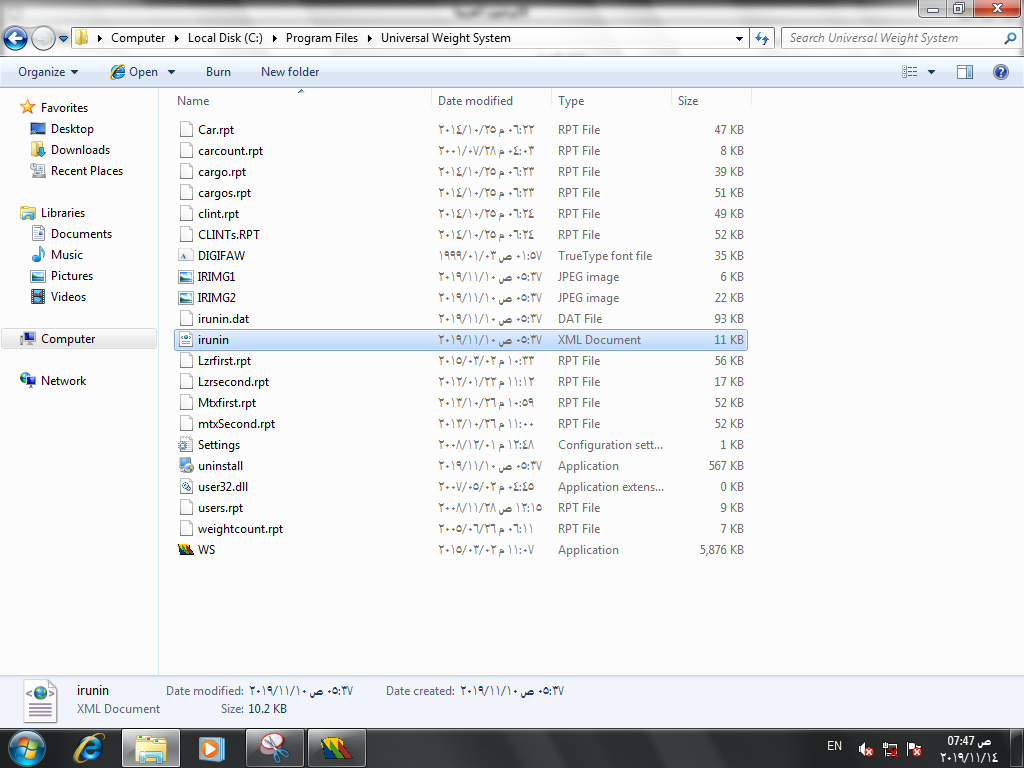 Computer Local Disk (C:) Program Files Universal Weight System
Search Universal Weight System
Organize Open Burn New folder
Favorites
Desktop
Downloads
Recent Places
Libraries
Documents
Music
Pictures
Videos
Computer
Network
Name Date modified Type Size
Car.rpt ٢٠١٤/١٠/٢٥ م ٠٦:٢٢ RPT File 47 KB
carcount.rpt ٢٠٠١/٠٧/٢٨ م ٠٤:٠٣ RPT File 8 KB
cargo.rpt ٢٠١٤/١٠/٢٥ م ٠٦:٢٣ RPT File 39 KB
cargos.rpt ٢٠١٤/١٠/٢٥ م ٠٦:٢٣ RPT File 51 KB
clint.rpt ٢٠١٤/١٠/٢٥ م ٠٦:٢٤ RPT File 49 KB
CLINTs.RPT ٢٠١٤/١٠/٢٥ م ٠٦:٢٤ RPT File 52 KB
DIGIFAW ١٩٩٩/٠١/٠٣ ص ٠١:٥٧ TrueType font file 35 KB
IRIMG1 ٢٠١٩/١١/١٠ ص ٠٥:٣٧ JPEG image 6 KB
IRIMG2 ٢٠١٩/١١/١٠ ص ٠٥:٣٧ JPEG image 22 KB
irunin.dat ٢٠١٩/١١/١٠ ص ٠٥:٣٧ DAT File 93 KB
irunin ٢٠١٩/١١/١٠ ص ٠٥:٣٧ XML Document 11 KB
Lzrfirst.rpt ٢٠١٥/٠٣/٠٢ م ١٠:٣٣ RPT File 56 KB
Lzrsecond.rpt ٢٠١٢/٠١/٢٢ م ١١:١٢ RPT File 17 KB
Mtxfirst.rpt ٢٠١٣/١٠/٢٦ م ١٠:٥٩ RPT File 52 KB
mtxSecond.rpt ٢٠١٣/١٠/٢٦ م ١١:٠٠ RPT File 52 KB
Settings ٢٠٠٨/١٢/٠١ م ١٢:٤٨ Configuration sett... 1 KB
uninstall ٢٠١٩/١١/١٠ ص ٠٥:٣٧ Application 567 KB
user32.dll ٢٠٠٧/٠٥/٠٢ م ٠٤:٤٥ Application extens... 0 KB
users.rpt ٢٠٠٨/١١/٢٨ ص ١٢:١٥ RPT File 9 KB
weightcount.rpt ٢٠٠٥/٠٦/٢٦ م ٠٦:١١ RPT File 7 KB
WS ٢٠١٥/٠٣/٠٢ م ١١:٠٧ Application 5,876 KB
irunin Date modified: ٢٠١٩/١١/١٠ ص ٠٥:٣٧ Date created: ٢٠١٩/١١/١٠ ص ٠٥:٣٧
XML Document Size: 10.2 KB
EN
ص 07:47
٢٠١٩/١١/١٤